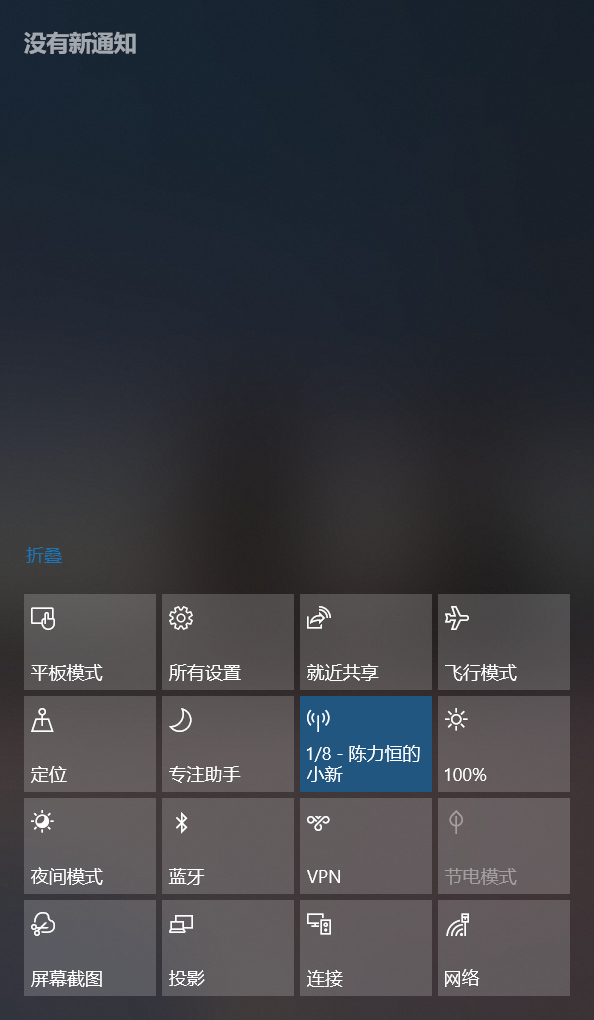 没有新通知
折叠
平板模式
所有设置
就近共享
飞行模式
定位
专注助手
1/8 - 陈力恒的
小新
100%
夜间模式
蓝牙
VPN
节电模式
屏幕截图
投影
连接
网络